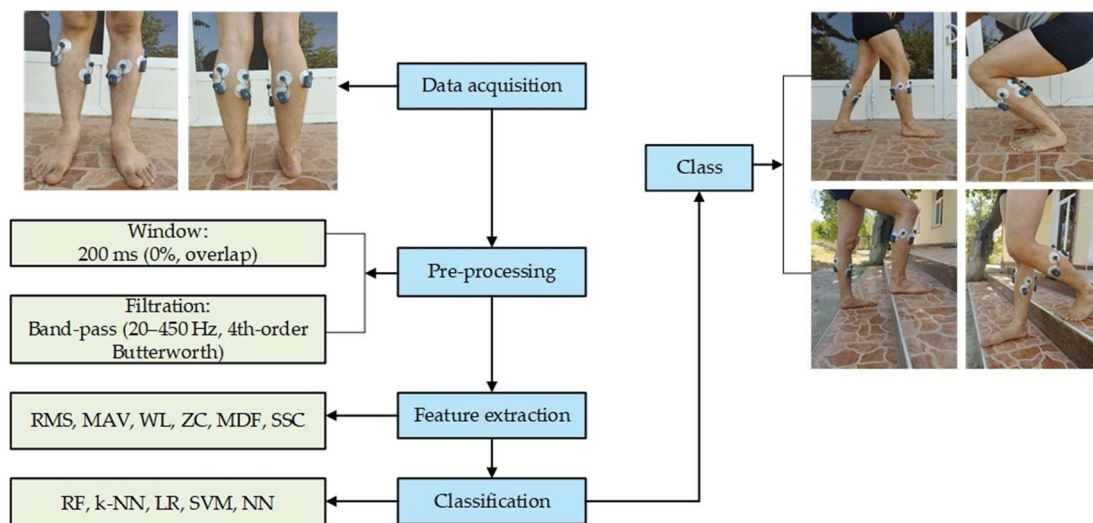 Data acquisition
Class
Window:
200 ms (0%, overlap)
Pre-processing
Filtration:
Band-pass (20–450 Hz, 4th-order
Butterworth)
RMS, MAV, WL, ZC, MDF, SSC
Feature extraction
RF, k-NN, LR, SVM, NN
Classification